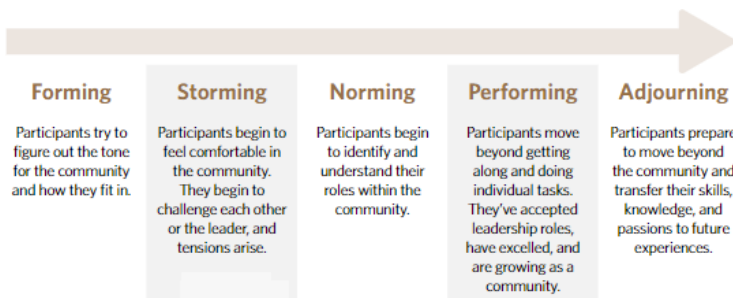 Forming
Participants try to
figure out the tone
for the community
and how they fit in.
Storming
Participants begin to
feel comfortable in
the community.
They begin to
challenge each other
or the leader, and
tensions arise.
Norming
Participants begin
to identify and
understand their
roles within the
community.
Performing
Participants move
beyond getting
along and doing
individual tasks.
They've accepted
leadership roles,
have excelled, and
are growing as a
community.
Adjourning
Participants prepare
to move beyond
the community and
transfer their skills,
knowledge, and
passions to future
experiences.